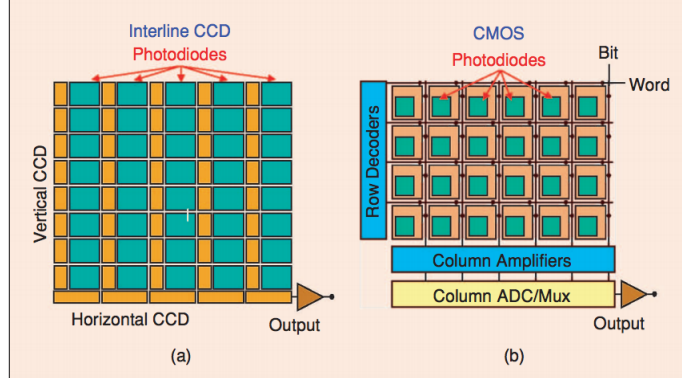 Interline CCD
Photodiodes
Vertical CCD
Horizontal CCD
Output
(a)
CMOS
Photodiodes
Bit
Word
Row Decoders
Column Amplifiers
Column ADC/Mux
Output
(b)